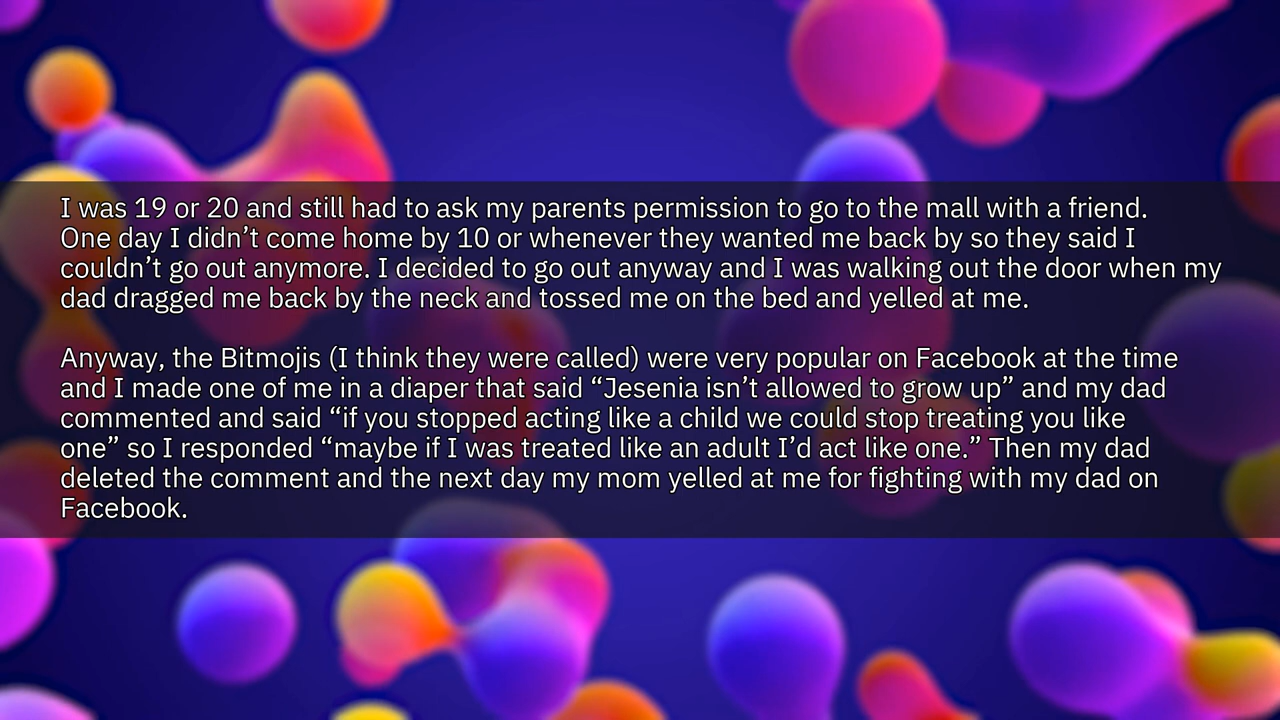 I was 19 or 20 and still had to ask my parents permission to go to the mall with a friend.
One day I didn’t come home by 10 or whenever they wanted me back by so they said I
couldn’t go out anymore. I decided to go out anyway and I was walking out the door when my
dad dragged me back by the neck and tossed me on the bed and yelled at me.
Anyway, the Bitmojis (I think they were called) were very popular on Facebook at the time
and I made one of me in a diaper that said “Jesenia isn’t allowed to grow up” and my dad
commented and said “if you stopped acting like a child we could stop treating you like
one” so I responded “maybe if I was treated like an adult I’d act like one.” Then my dad
deleted the comment and the next day my mom yelled at me for fighting with my dad on
Facebook.